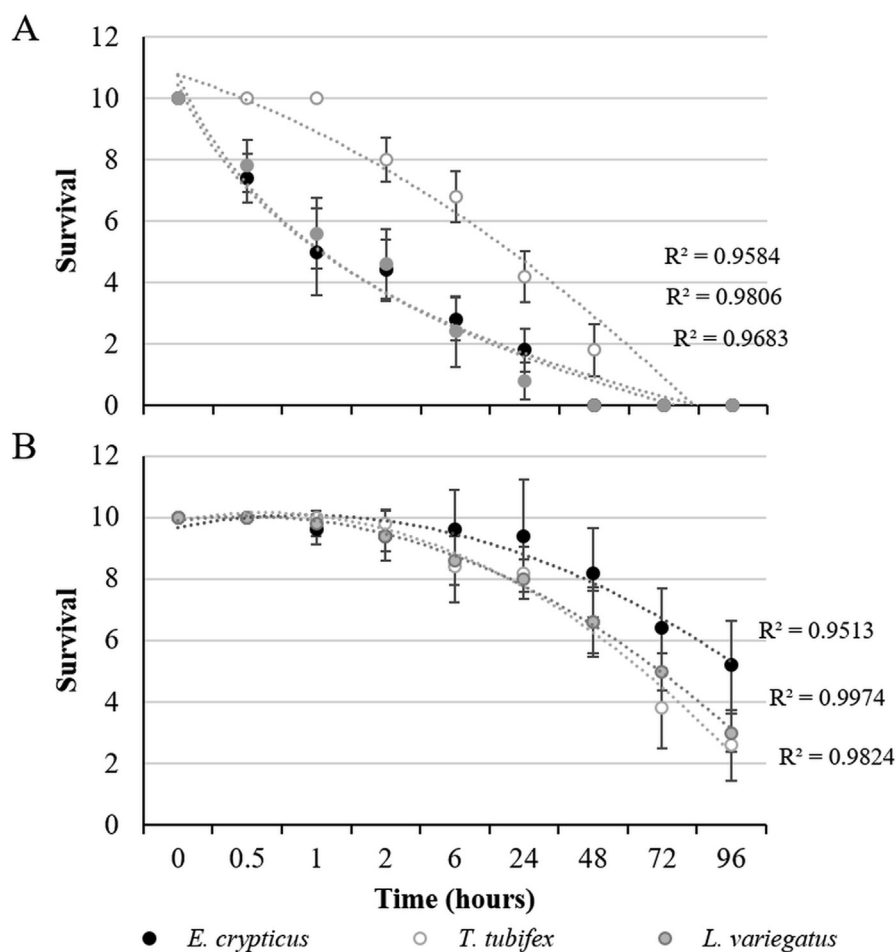 A
12
10
8
6
4
2
0
Survival
R² = 0.9584
R² = 0.9806
R² = 0.9683
B
12
10
8
6
4
2
0
Survival
R² = 0.9513
R² = 0.9974
R² = 0.9824
0 0.5 1 2 6 24 48 72 96
Time (hours)
E. crypticus T. tubifex L. variegatus